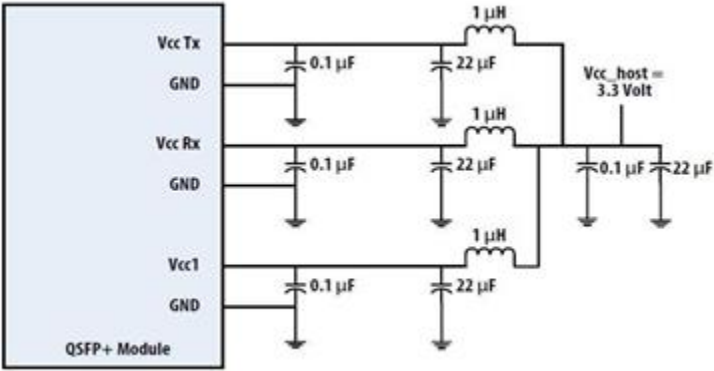 1 µH
Vcc Tx
0.1 µF
22 µF
GND
Vcc_host =
3.3 Volt
1 µH
Vcc Rx
0.1 µF
22 µF
0.1 µF
22 µF
GND
1 µH
Vcc1
0.1 µF
22 µF
GND
QSFP+ Module